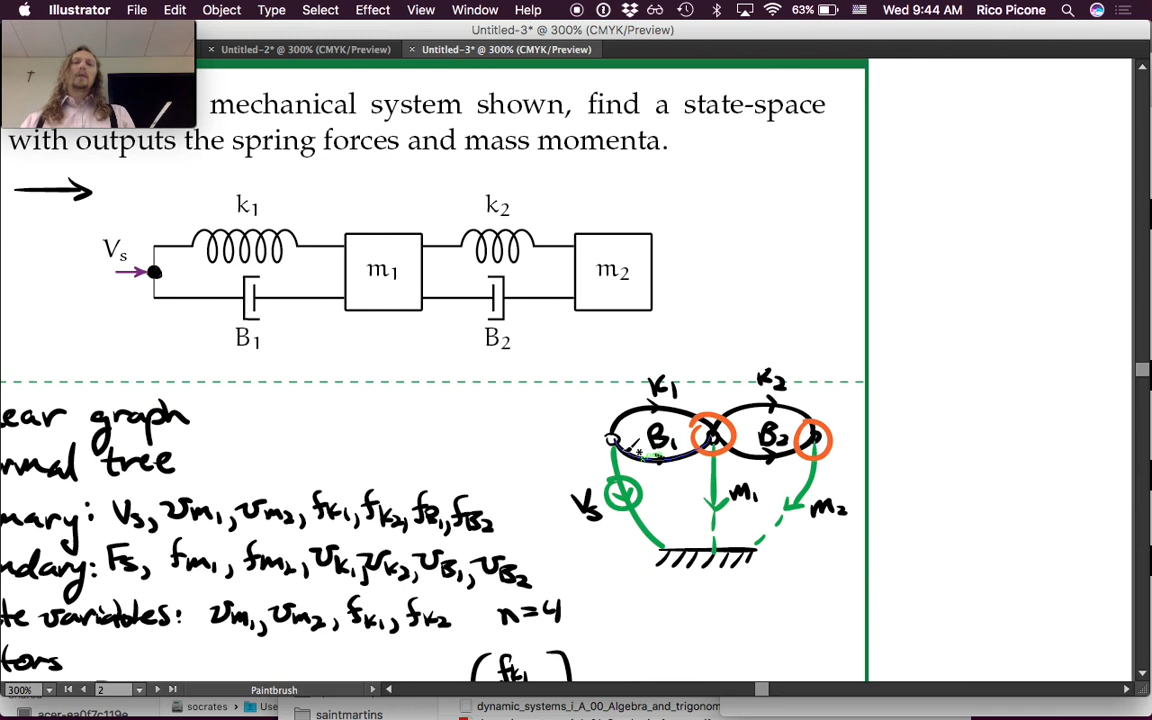 Illustrator File Edit Object Type Select Effect View Window Help 63% Wed 9:44 AM Rico Picone
Untitled-3* @ 300% (CMYK/Preview)
× Untitled-2* @ 300% (CMYK/Preview) × Untitled-3* @ 300% (CMYK/Preview)
mechanical system shown, find a state-space
with outputs the spring forces and mass momenta.
k1 k2
Vs
m1 m2
B1 B2
K1 K2
ear graph
B1 B2
rmal tree
Vs M1 M2
mary: Vs, vm1, vm2, fk1, fk2, fB1, fB2
ndary: Fs, fm1, fm2, vk1, vk2, vB1, vB2
te variables: vm1, vm2, fk1, fk2 n=4
tors
( fk1 )
300% 2 Paintbrush
acer-ea0f7c119e socrates Use saintmartins dynamic_systems_i_A_00_Algebra_and_trigonom